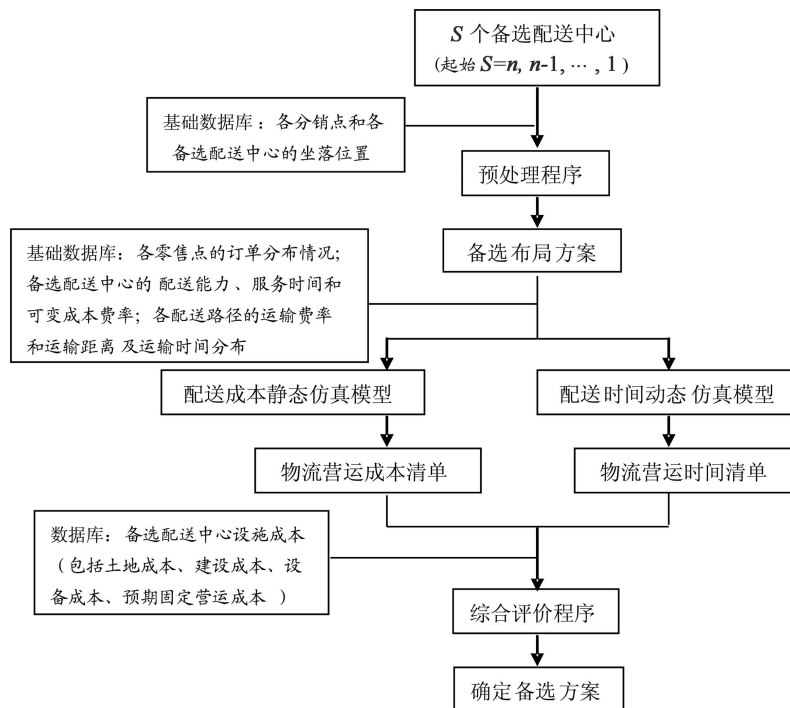 S 个备选配送中心
(起始 S=n, n-1, ··· , 1 )
基础数据库 : 各分销点和各
备选配送中心的坐落位置
预处理程序
备选布局方案
基础数据库: 各零售点的订单分布情况;
备选配送中心的 配送能力 、服务时间和
可变成本费率; 各配送路径的运输费率
和运输距离 及运输时间分布
配送成本静态仿真模型
配送时间动态 仿真模型
物流营运成本清单
物流营运时间清单
数据库: 备选配送中心设施成本
( 包括土地成本、建设成本、设
备成本、预期固定营运成本 )
综合评价程序
确定备选方案